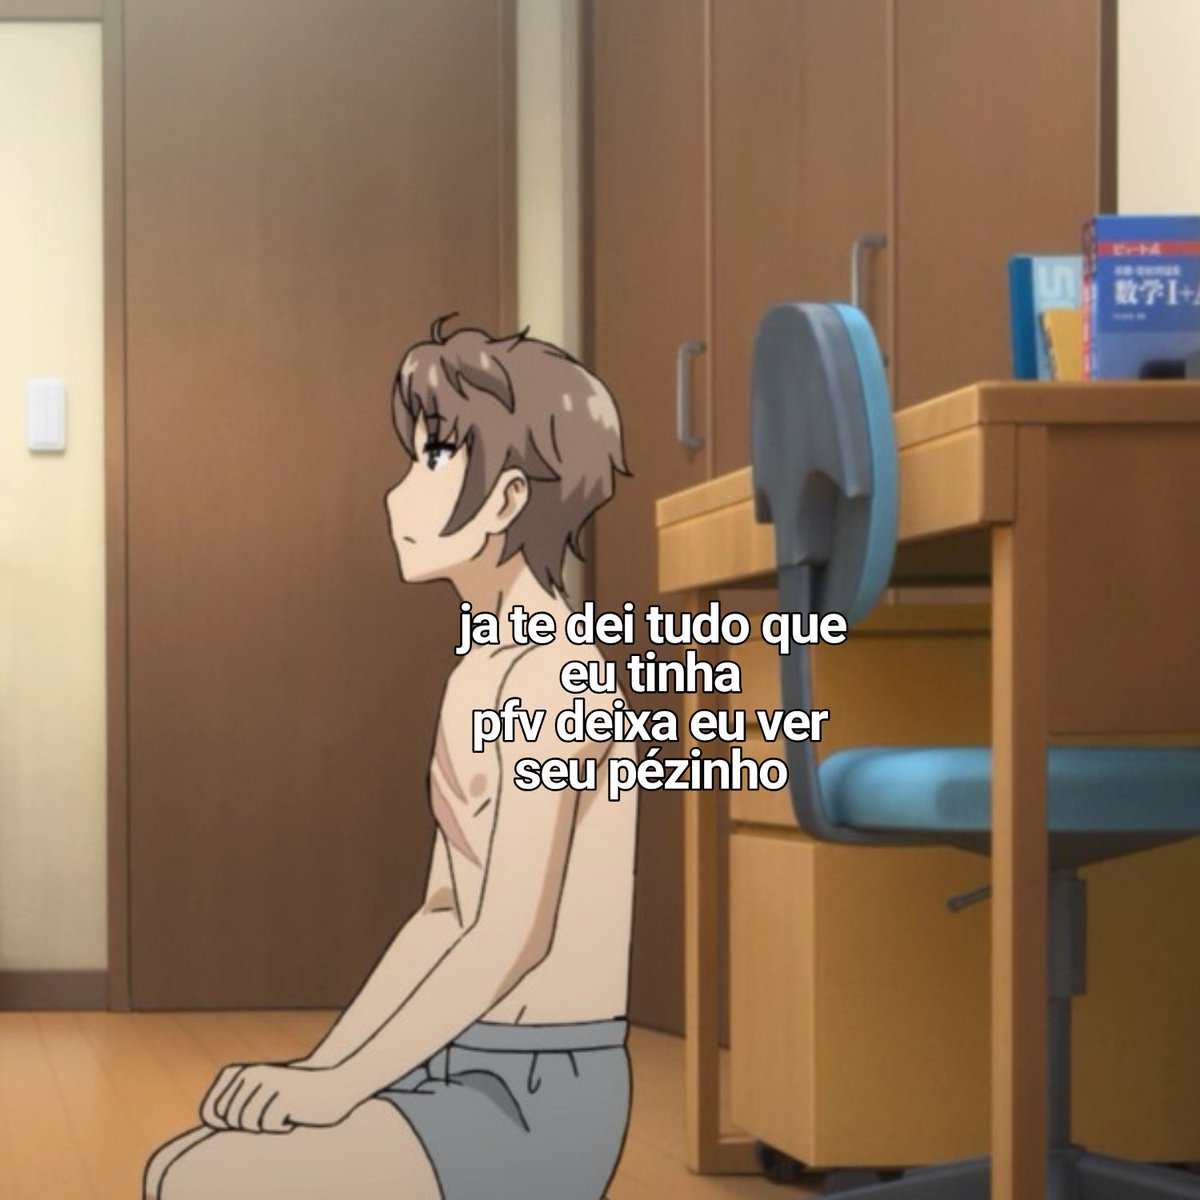 ja te dei tudo que
eu tinha
pfv deixa eu ver
seu pézinho
数学I+A